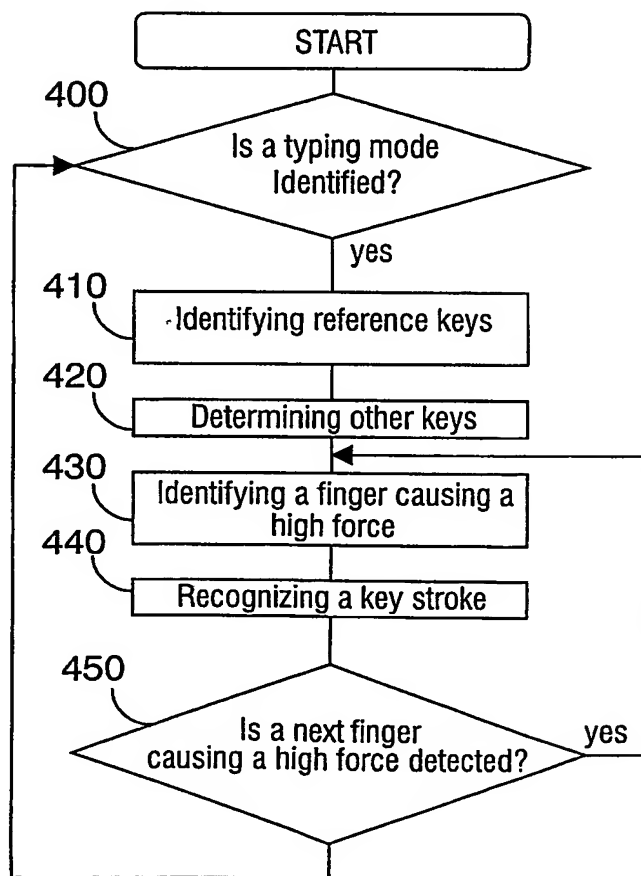 START
400
Is a typing mode
Identified?
yes
410
Identifying reference keys
420
Determining other keys
430
Identifying a finger causing a
high force
440
Recognizing a key stroke
450
Is a next finger
causing a high force detected?
yes